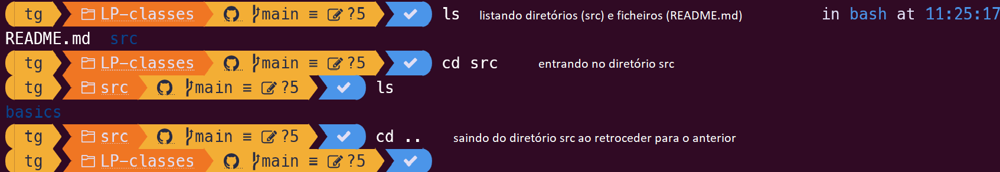 tg LP-classes main ≡ ?5 ls listando diretórios (src) e ficheiros (README.md) in bash at 11:25:17
README.md src
tg LP-classes main ≡ ?5 cd src entrando no diretório src
tg src main ≡ ?5 ls
basics
tg src main ≡ ?5 cd .. saindo do diretório src ao retroceder para o anterior
tg LP-classes main ≡ ?5